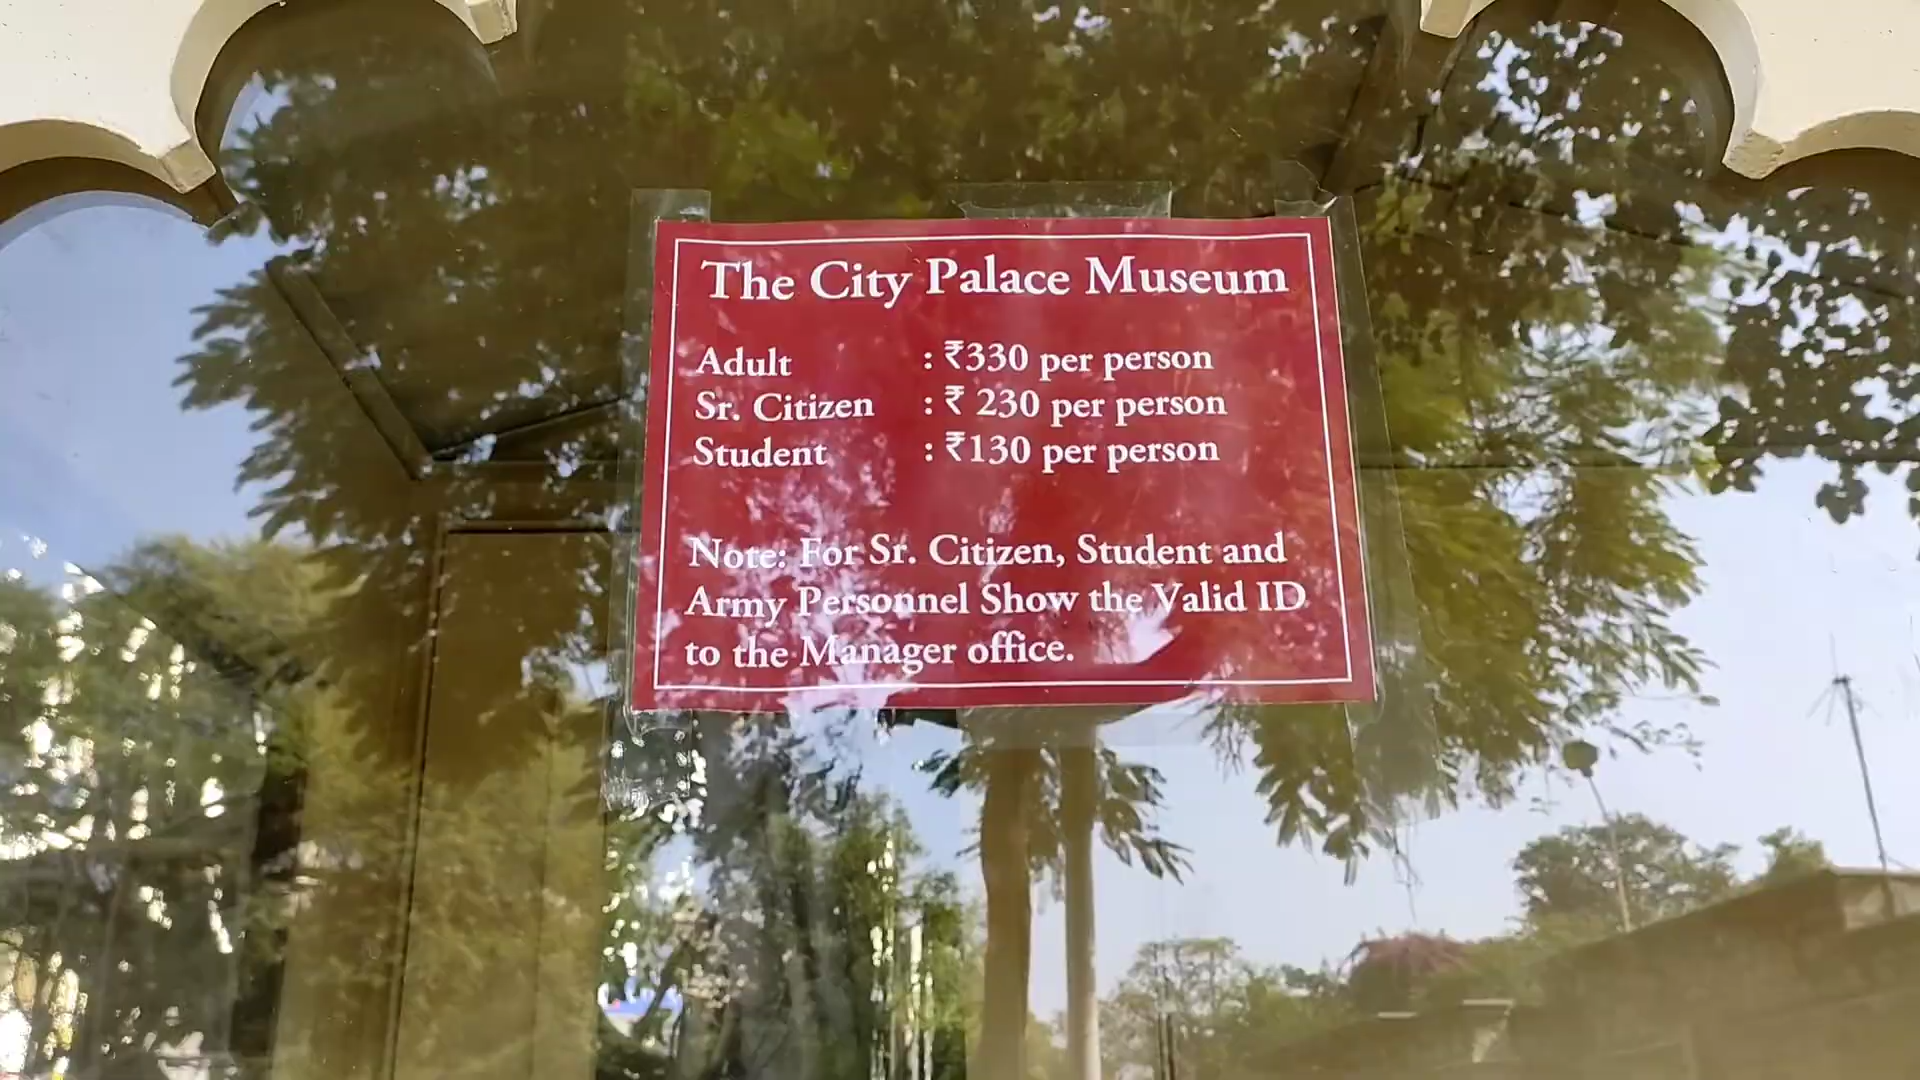 The City Palace Museum
Adult : ₹330 per person
Sr. Citizen : ₹ 230 per person
Student : ₹130 per person
Note: For Sr. Citizen, Student and
Army Personnel Show the Valid ID
to the Manager office.